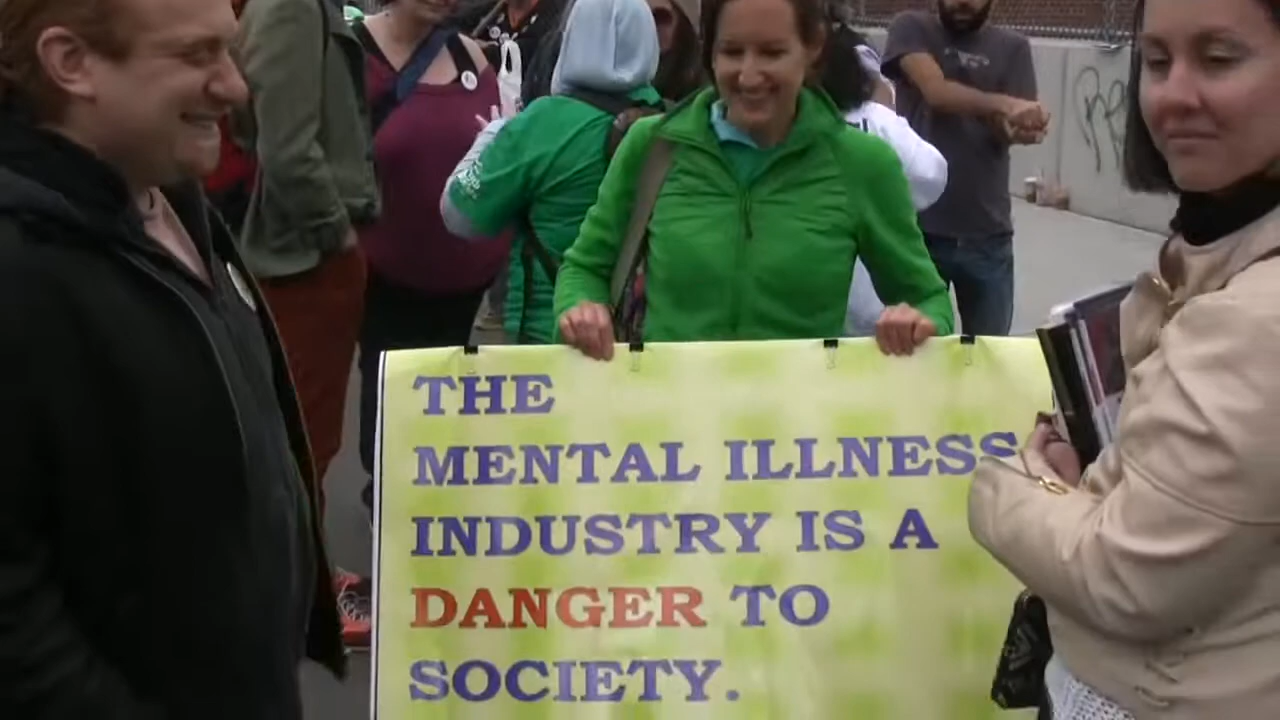 THE
MENTAL ILLNESS
INDUSTRY IS A
DANGER TO
SOCIETY.